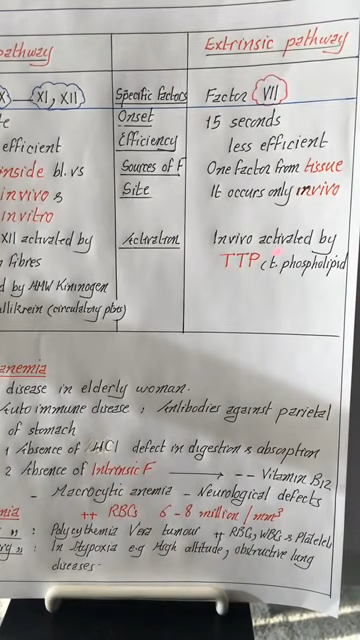 pathway Extrinsic pathway
XI, XII Specific factors Factor VII
Onset 15 seconds
efficient Efficiency less efficient
inside bl. vs Sources of F One factor from tissue
invivo & Site It occurs only invivo
invitro
XII activated by Activation Invivo activated by
fibres TTP (t. phospholipid
d by HMW Kininogen
llikrein (circulatory pbs)
anemia
disease in elderly woman.
Auto immune disease , Antibodies against parietal
of stomach
1 Absence of HCl defect in digestion & absorption
2 Absence of Intrinsic F → -- Vitamin B12
- Macrocytic anemia - Neurological defects
mia ++ RBCs 6-8 million/mm³
n : Polycythemia Vera tumour ++ RBCs, WBCs & Platelets
ry n : In Hypoxia e.g High altitude, obstructive lung
diseases-